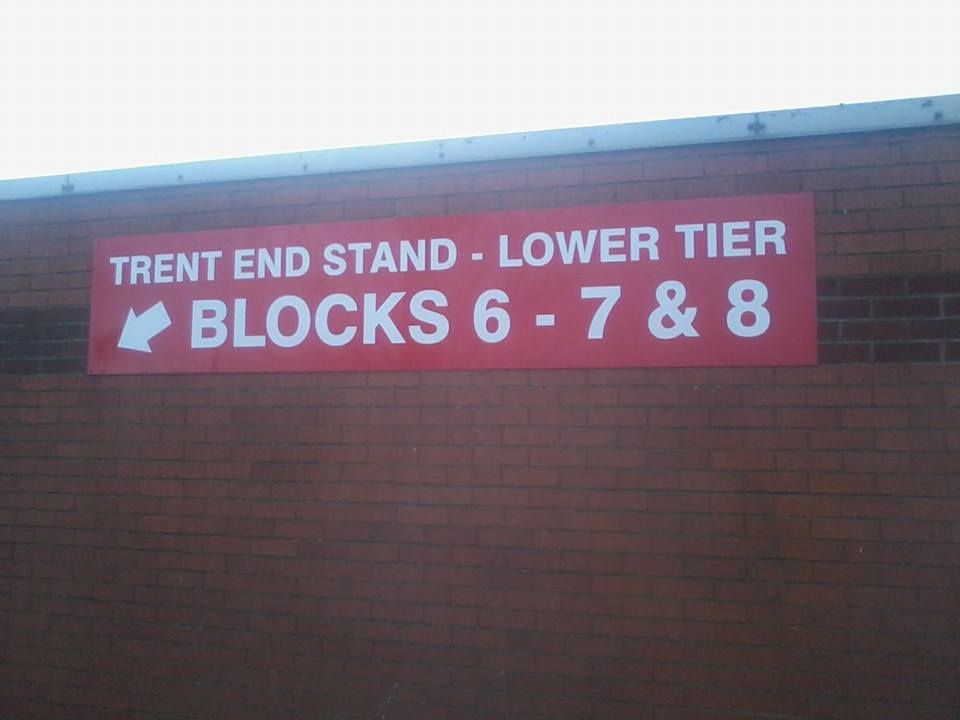 TRENT END STAND - LOWER TIER
BLOCKS 6 - 7 & 8